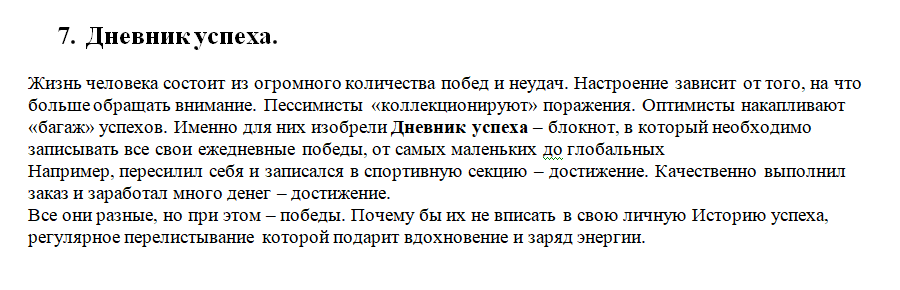 7. Дневник успеха.
Жизнь человека состоит из огромного количества побед и неудач. Настроение зависит от того, на что
больше обращать внимание. Пессимисты «коллекционируют» поражения. Оптимисты накапливают
«багаж» успехов. Именно для них изобрели Дневник успеха – блокнот, в который необходимо
записывать все свои ежедневные победы, от самых маленьких до глобальных
Например, пересилил себя и записался в спортивную секцию – достижение. Качественно выполнил
заказ и заработал много денег – достижение.
Все они разные, но при этом – победы. Почему бы их не вписать в свою личную Историю успеха,
регулярное перелистывание которой подарит вдохновение и заряд энергии.